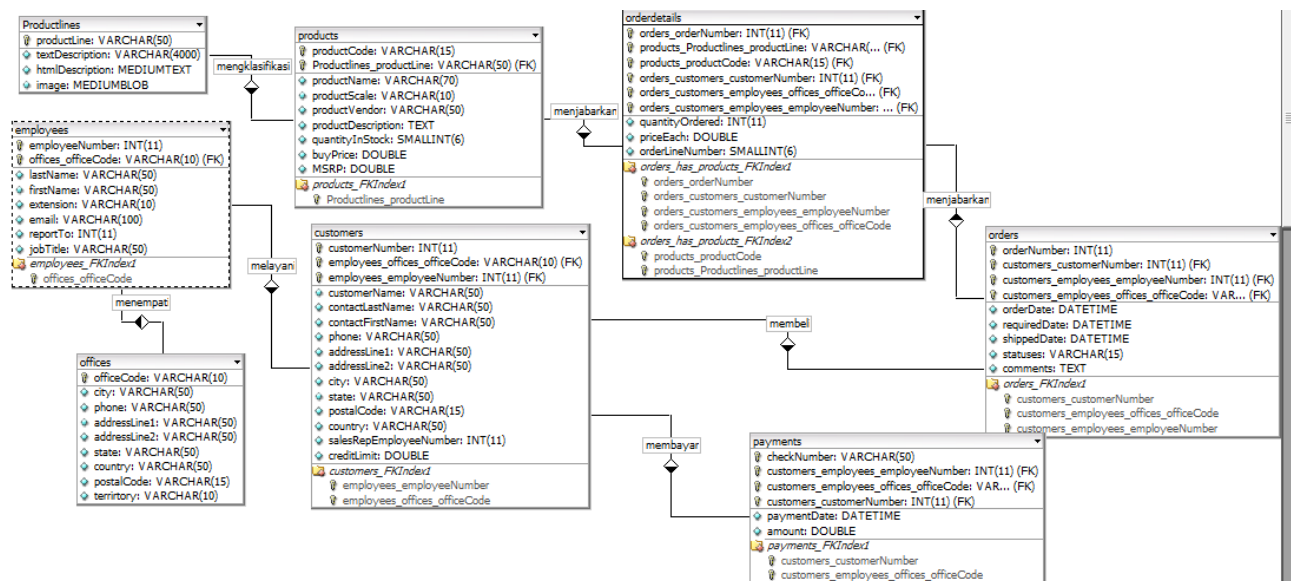 Productlines
productLine: VARCHAR(50)
textDescription: VARCHAR(4000)
htmlDescription: MEDIUMTEXT
image: MEDIUMBLOB
mengklasifikasi
products
productCode: VARCHAR(15)
Productlines_productLine: VARCHAR(50) (FK)
productName: VARCHAR(70)
productScale: VARCHAR(10)
productVendor: VARCHAR(50)
productDescription: TEXT
quantityInStock: SMALLINT(6)
buyPrice: DOUBLE
MSRP: DOUBLE
products_FKIndex1
Productlines_productLine
menjabarkan
orderdetails
orders_orderNumber: INT(11) (FK)
products_Productlines_productLine: VARCHAR(... (FK)
products_productCode: VARCHAR(15) (FK)
orders_customers_customerNumber: INT(11) (FK)
orders_customers_employees_offices_officeCo... (FK)
orders_customers_employees_employeeNumber: ... (FK)
quantityOrdered: INT(11)
priceEach: DOUBLE
orderLineNumber: SMALLINT(6)
orders_has_products_FKIndex1
orders_orderNumber
orders_customers_customerNumber
orders_customers_employees_employeeNumber
orders_customers_employees_offices_officeCode
orders_has_products_FKIndex2
products_productCode
products_Productlines_productLine
menjabarkan
employees
employeeNumber: INT(11)
offices_officeCode: VARCHAR(10) (FK)
lastName: VARCHAR(50)
firstName: VARCHAR(50)
extension: VARCHAR(10)
email: VARCHAR(100)
reportTo: INT(11)
jobTitle: VARCHAR(50)
employees_FKIndex1
offices_officeCode
melayani
menempat
offices
officeCode: VARCHAR(10)
city: VARCHAR(50)
phone: VARCHAR(50)
addressLine1: VARCHAR(50)
addressLine2: VARCHAR(50)
state: VARCHAR(50)
country: VARCHAR(50)
postalCode: VARCHAR(15)
terrirtory: VARCHAR(10)
customers
customerNumber: INT(11)
employees_offices_officeCode: VARCHAR(10) (FK)
employees_employeeNumber: INT(11) (FK)
customerName: VARCHAR(50)
contactLastName: VARCHAR(50)
contactFirstName: VARCHAR(50)
phone: VARCHAR(50)
addressLine1: VARCHAR(50)
addressLine2: VARCHAR(50)
city: VARCHAR(50)
state: VARCHAR(50)
postalCode: VARCHAR(15)
country: VARCHAR(50)
salesRepEmployeeNumber: INT(11)
creditLimit: DOUBLE
customers_FKIndex1
employees_employeeNumber
employees_offices_officeCode
membel
membayar
orders
orderNumber: INT(11)
customers_customerNumber: INT(11) (FK)
customers_employees_employeeNumber: INT(11) (FK)
customers_employees_offices_officeCode: VAR... (FK)
orderDate: DATETIME
requiredDate: DATETIME
shippedDate: DATETIME
statuses: VARCHAR(15)
comments: TEXT
orders_FKIndex1
customers_customerNumber
customers_employees_offices_officeCode
customers_employees_employeeNumber
payments
checkNumber: VARCHAR(50)
customers_employees_employeeNumber: INT(11) (FK)
customers_employees_offices_officeCode: VAR... (FK)
customers_customerNumber: INT(11) (FK)
paymentDate: DATETIME
amount: DOUBLE
payments_FKIndex1
customers_customerNumber
customers_employees_offices_officeCode